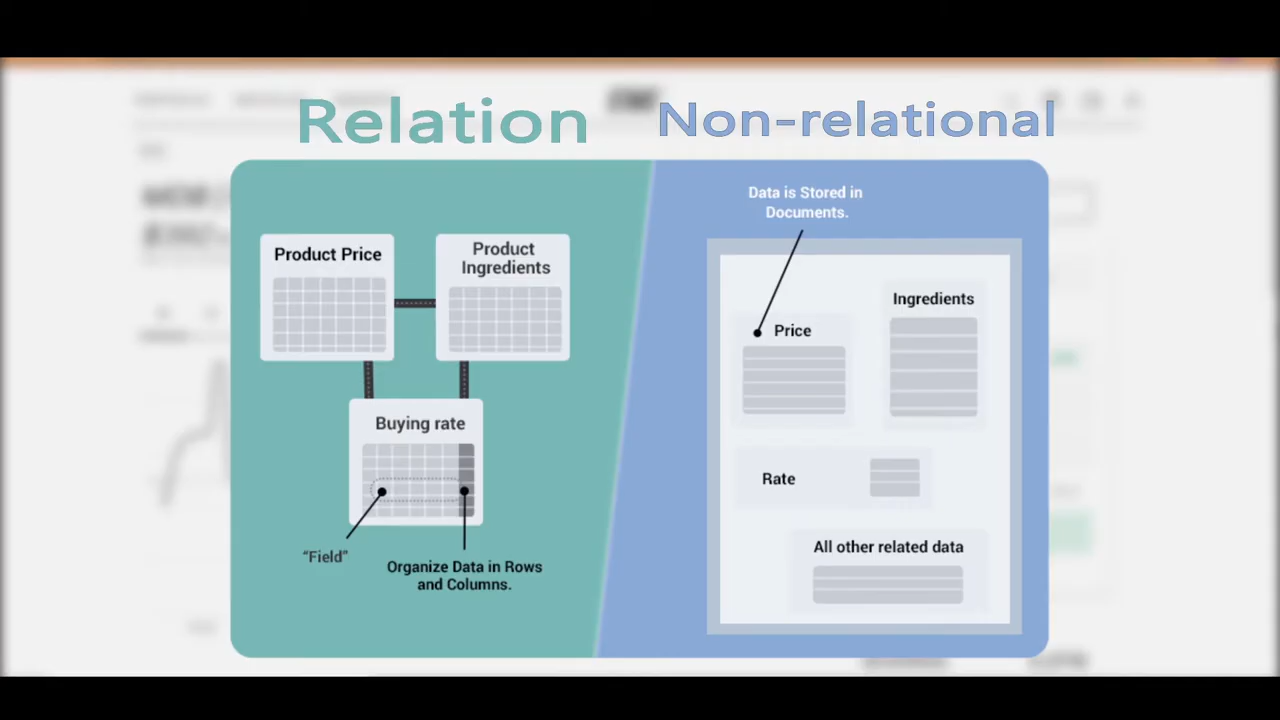 Relation
Non-relational
Product Price
Product
Ingredients
Buying rate
“Field”
Organize Data in Rows
and Columns.
Data is Stored in
Documents.
Price
Ingredients
Rate
All other related data